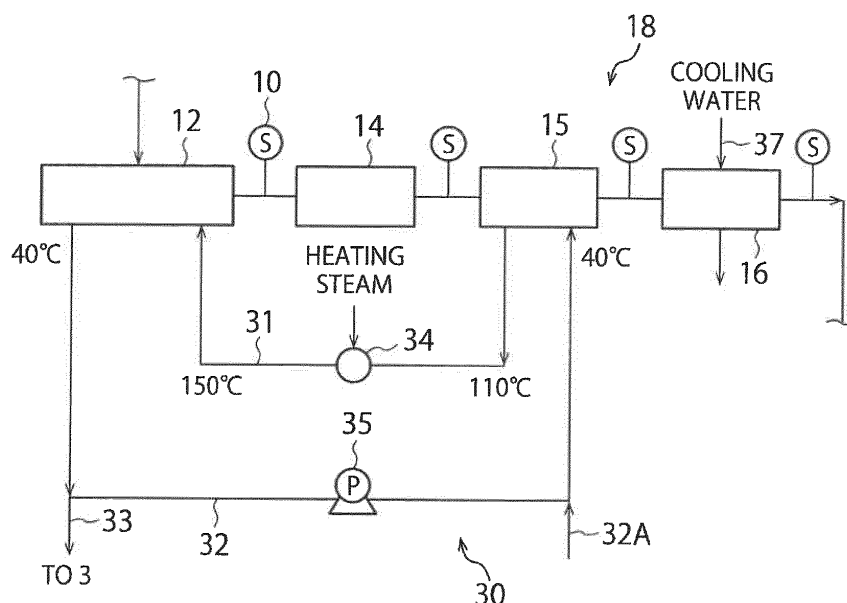 18
10
COOLING
WATER
12
14
15
S
S
S
37
S
40℃
HEATING
STEAM
40℃
16
31
34
150℃
110℃
35
P
33
32
32A
TO 3
30